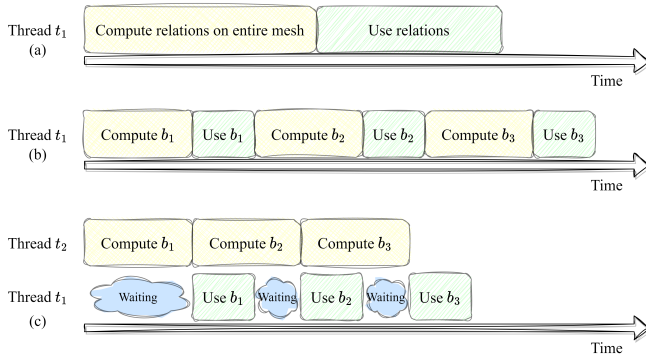 Thread t₁ Compute relations on entire mesh Use relations
(a)
Time
Thread t₁ Compute b₁ Use b₁ Compute b₂ Use b₂ Compute b₃ Use b₃
(b)
Time
Thread t₂ Compute b₁ Compute b₂ Compute b₃
Thread t₁ Waiting Use b₁ Waiting Use b₂ Waiting Use b₃
(c)
Time